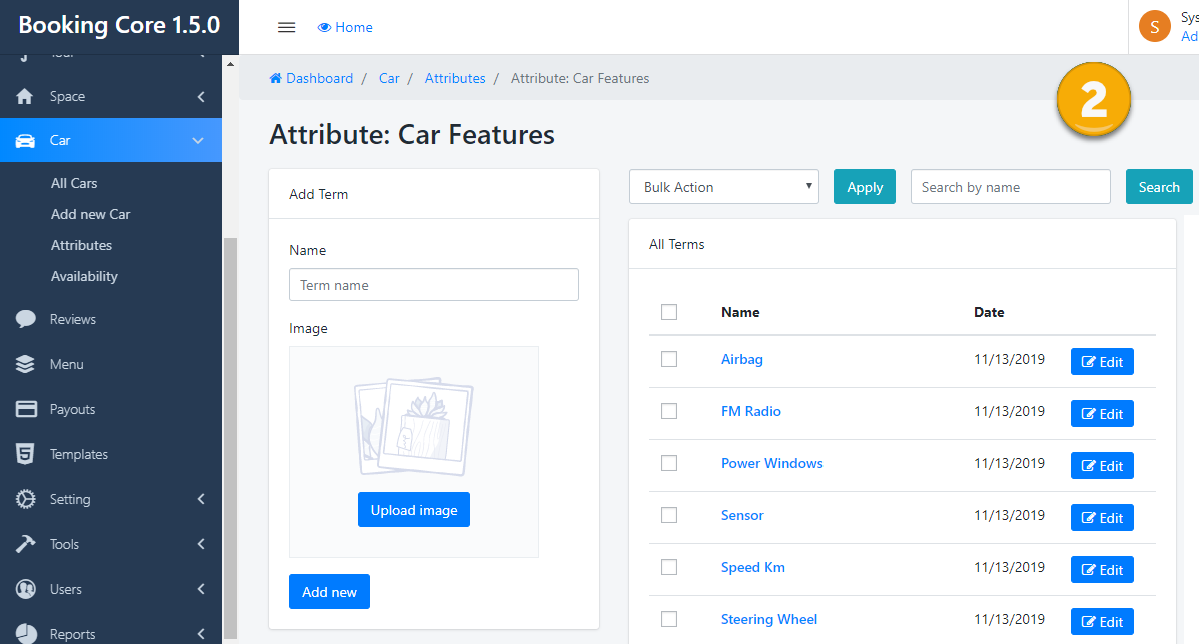 Booking Core 1.5.0
Home
S
Dashboard / Car / Attributes / Attribute: Car Features
2
Space
Car
All Cars
Add new Car
Attributes
Availability
Reviews
Menu
Payouts
Templates
Setting
Tools
Users
Reports
Attribute: Car Features
Add Term
Name
Term name
Image
Upload image
Add new
Bulk Action
Apply
Search by name
Search
All Terms
Name Date
Airbag 11/13/2019 Edit
FM Radio 11/13/2019 Edit
Power Windows 11/13/2019 Edit
Sensor 11/13/2019 Edit
Speed Km 11/13/2019 Edit
Steering Wheel 11/13/2019 Edit